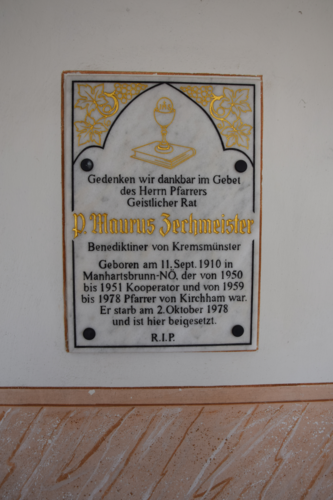 Gedenken wir dankbar im Gebet
des Herrn Pfarrers
Geistlicher Rat
P. Maurus Zechmeister
Benediktiner von Kremsmünster
Geboren am 11. Sept. 1910 in
Manhartsbrunn-NÖ, der von 1950
bis 1951 Kooperator und von 1959
bis 1978 Pfarrer von Kirchham war.
Er starb am 2. Oktober 1978
und ist hier beigesetzt.
R.I.P.